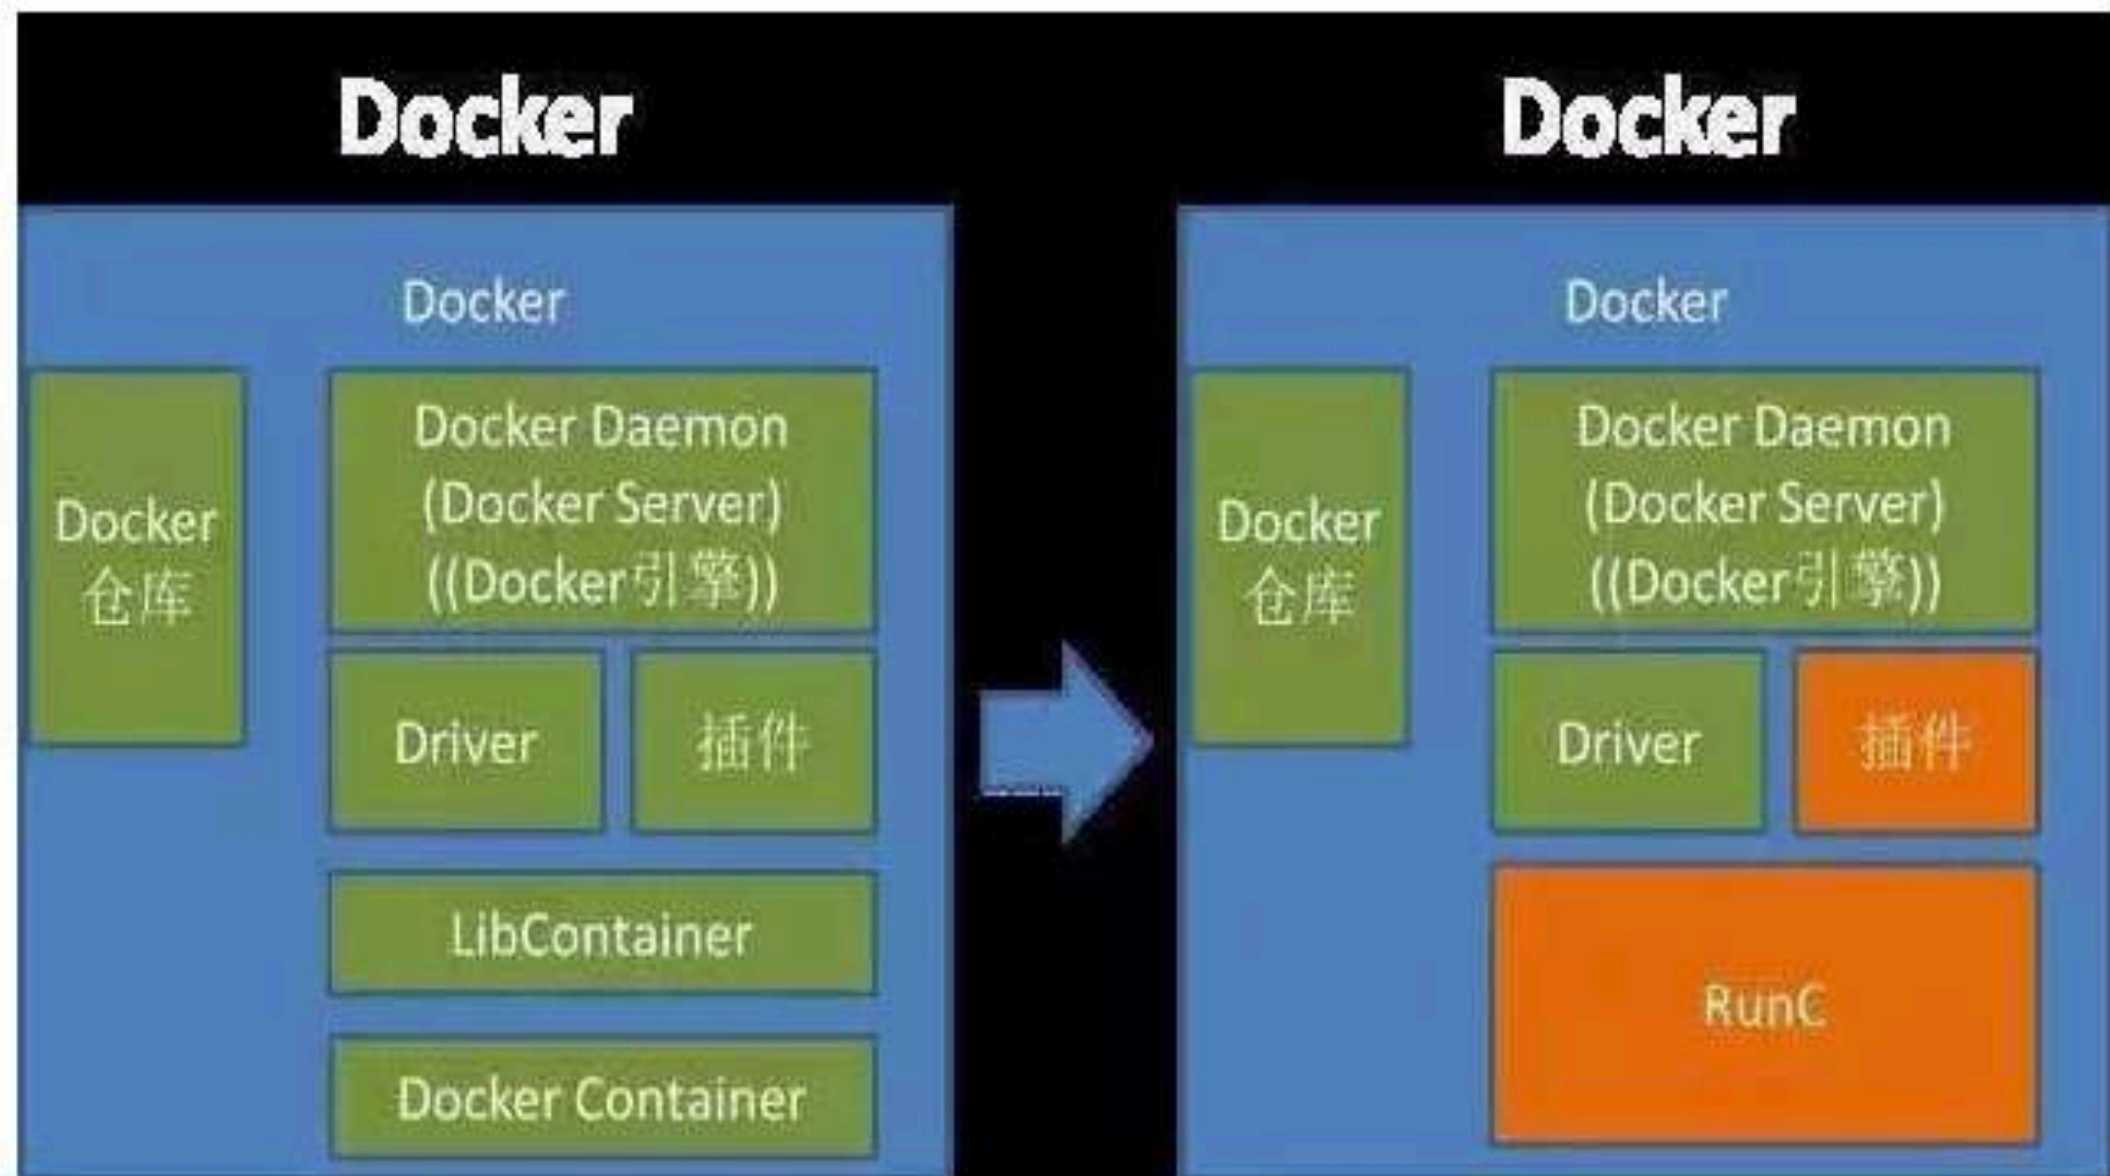 Docker
Docker
Docker
仓库
Docker Daemon
(Docker Server)
((Docker引擎))
Driver
插件
LibContainer
Docker Container
Docker
Docker
Docker
仓库
Docker Daemon
(Docker Server)
((Docker引擎))
Driver
插件
RunC